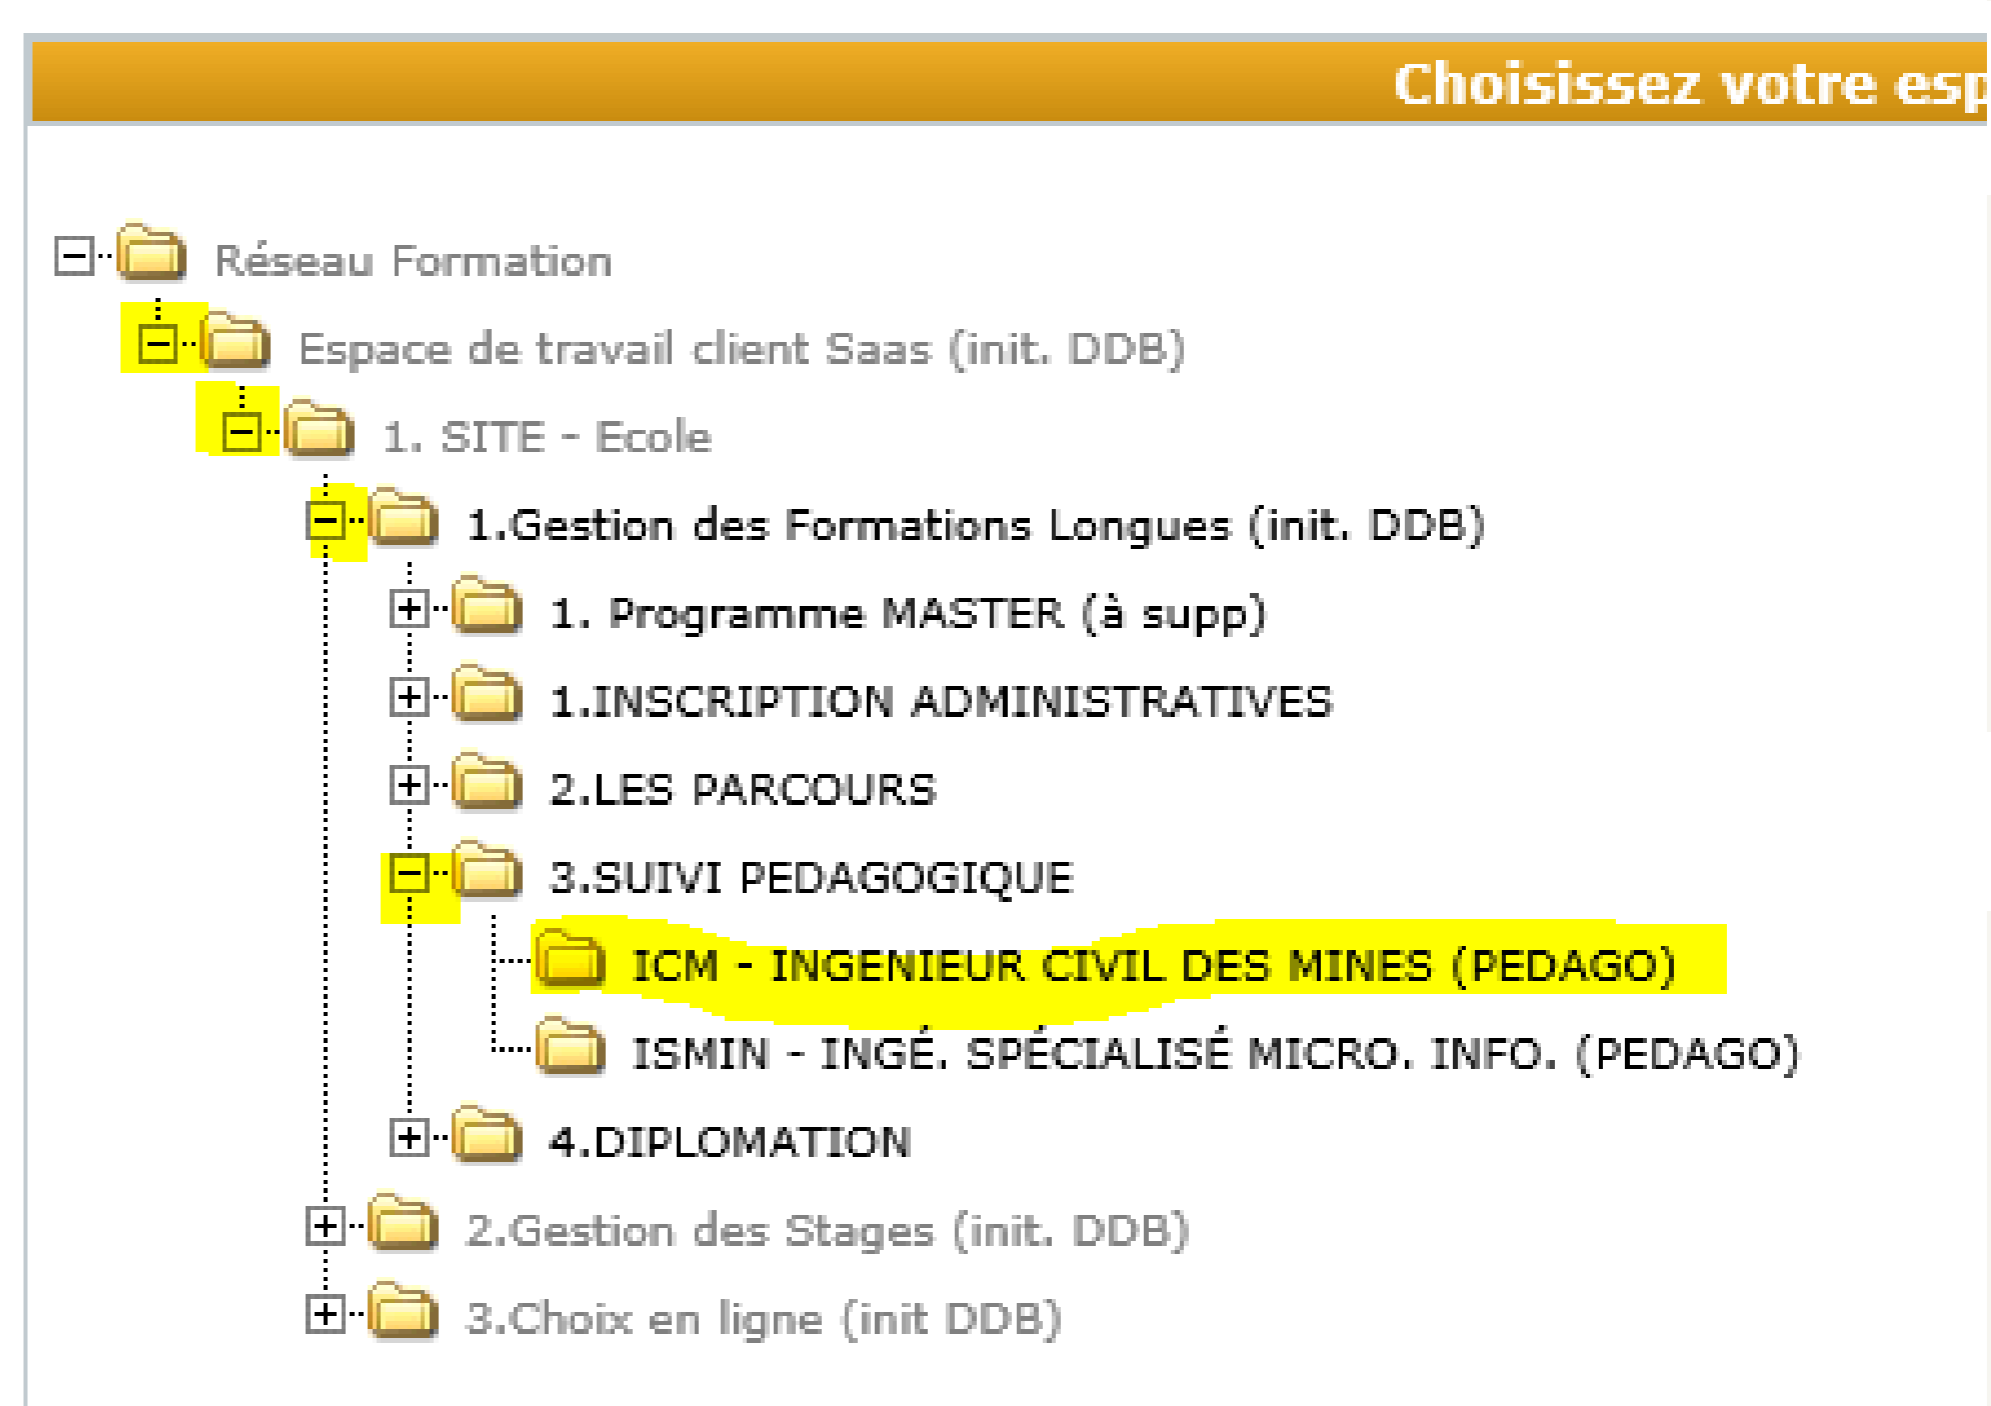 Choisissez votre esp
Réseau Formation
Espace de travail client Saas (init. DDB)
1. SITE - Ecole
1.Gestion des Formations Longues (init. DDB)
1. Programme MASTER (à supp)
1.INSCRIPTION ADMINISTRATIVES
2.LES PARCOURS
3.SUIVI PEDAGOGIQUE
ICM - INGENIEUR CIVIL DES MINES (PEDAGO)
ISMIN - INGÉ. SPÉCIALISÉ MICRO. INFO. (PEDAGO)
4.DIPLOMATION
2.Gestion des Stages (init. DDB)
3.Choix en ligne (init DDB)